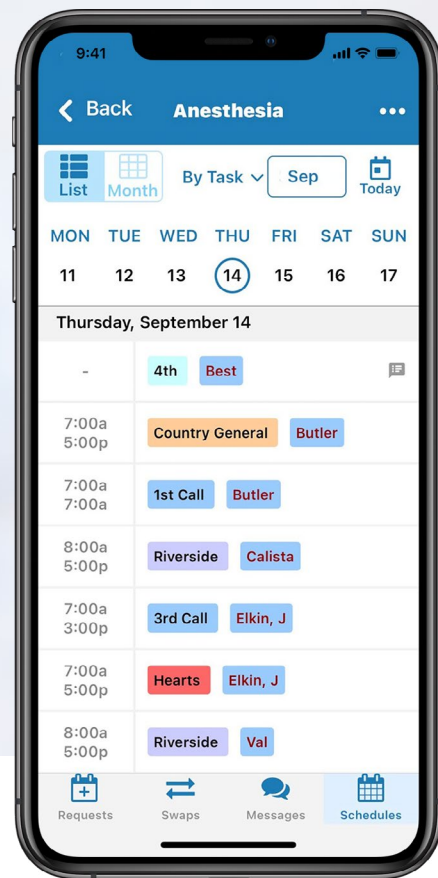 9:41
Back Anesthesia
List Month By Task Sep Today
MON TUE WED THU FRI SAT SUN
11 12 13 14 15 16 17
Thursday, September 14
- 4th Best
7:00a
5:00p
Country General Butler
7:00a
7:00a
1st Call Butler
8:00a
5:00p
Riverside Calista
7:00a
3:00p
3rd Call Elkin, J
7:00a
5:00p
Hearts Elkin, J
8:00a
5:00p
Riverside Val
Requests Swaps Messages Schedules